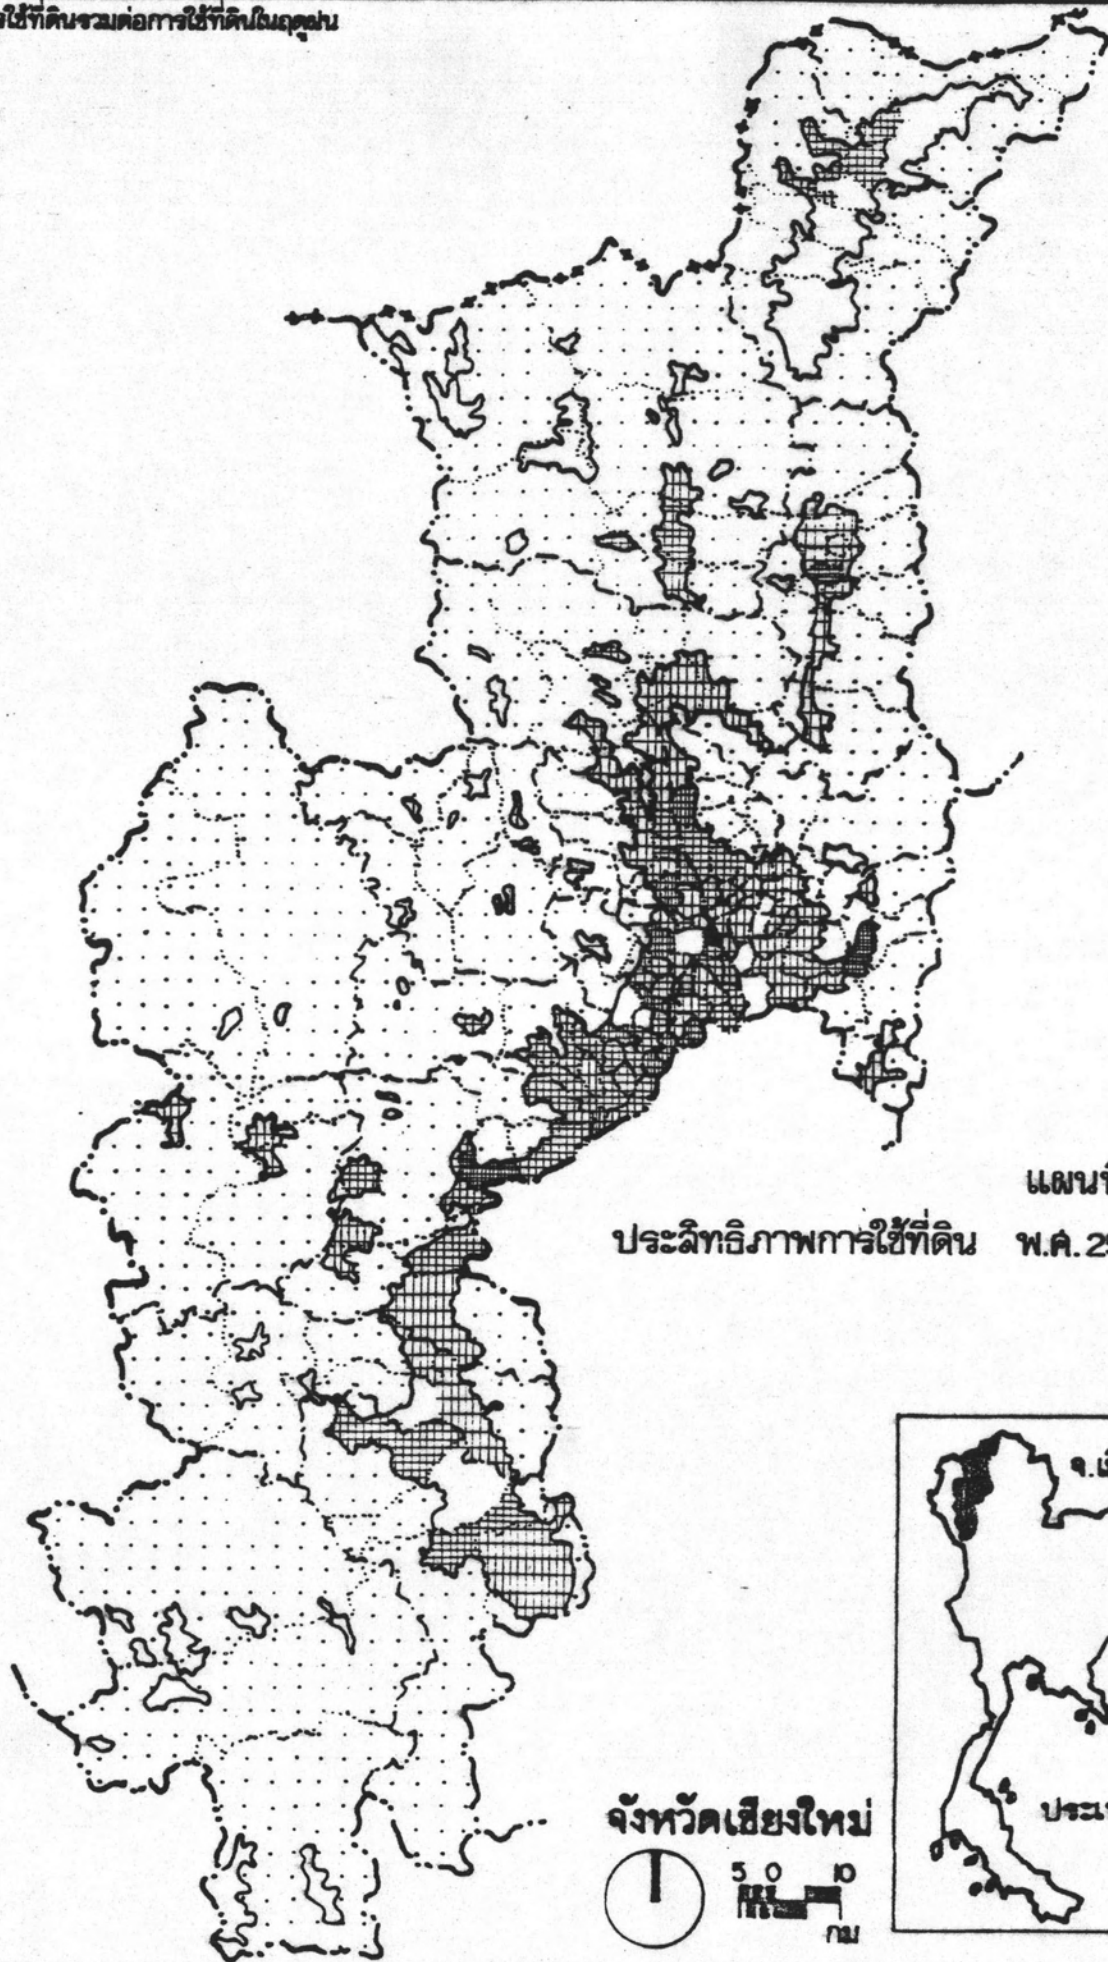 ใช้ที่ดินรวมต่อการใช้ที่ดินในฤดูฝน
แผนที่
ประสิทธิภาพการใช้ที่ดิน พ.ศ. 25
จ.เ
ประเ
จังหวัดเชียงใหม่
5 0 10
กม